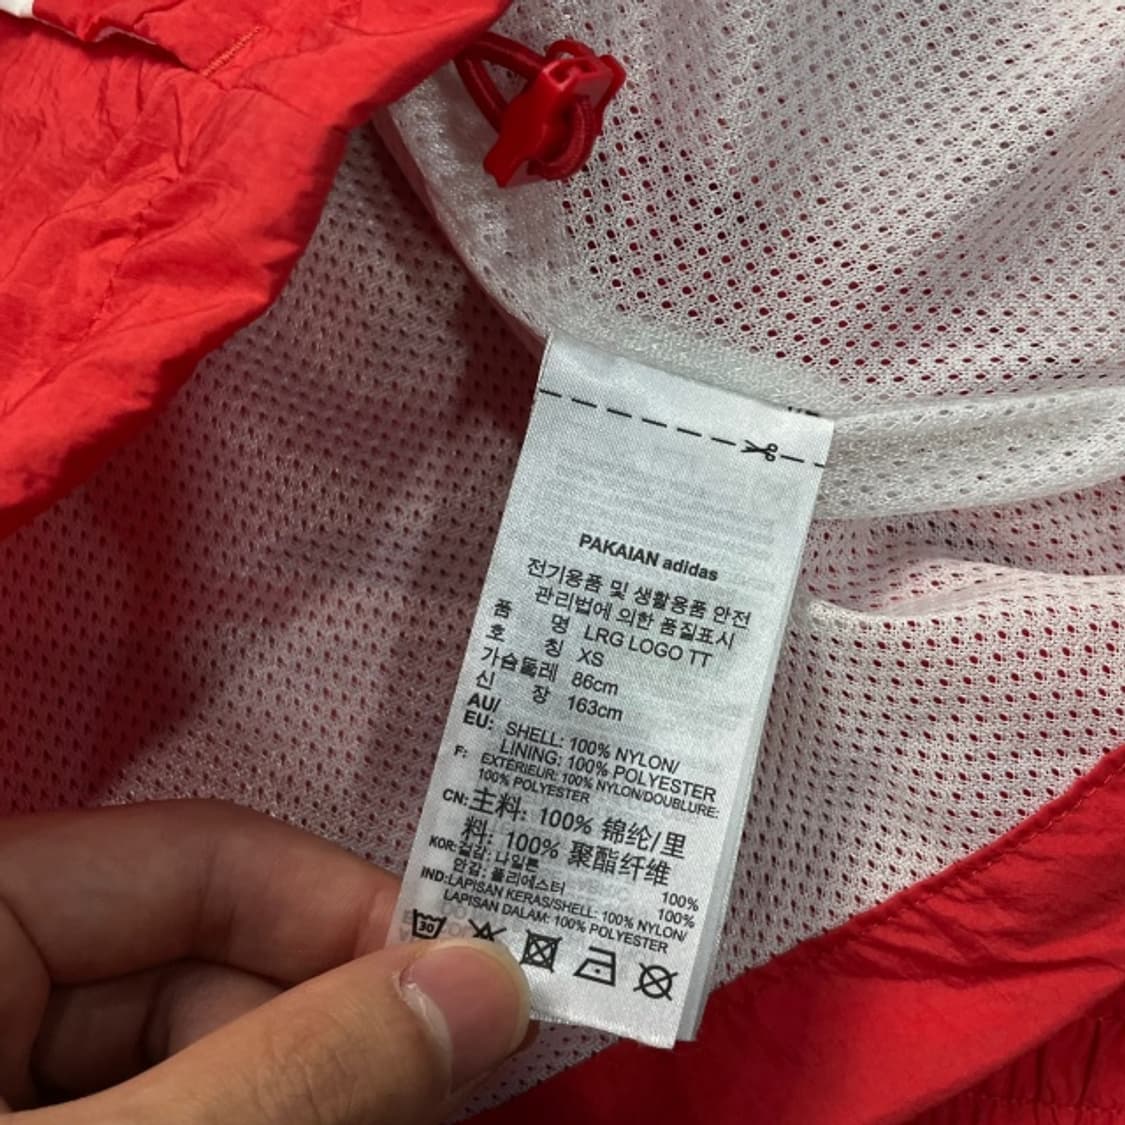 PAKAIAN adidas
전기용품 및 생활용품 안전
관리법에 의한 품질표시
품 명 LRG LOGO TT
호 칭 XS
가슴둘레 86cm
신 장 163cm
AU/
EU: SHELL: 100% NYLON/
LINING: 100% POLYESTER
F: EXTÉRIEUR: 100% NYLON/DOUBLURE:
100% POLYESTER
CN: 主料: 100% 锦纶/里
料: 100% 聚酯纤维
KOR: 겉감: 나일론 100%
안감: 폴리에스터 100%
IND: LAPISAN KERAS/SHELL: 100% NYLON/
LAPISAN DALAM: 100% POLYESTER
30